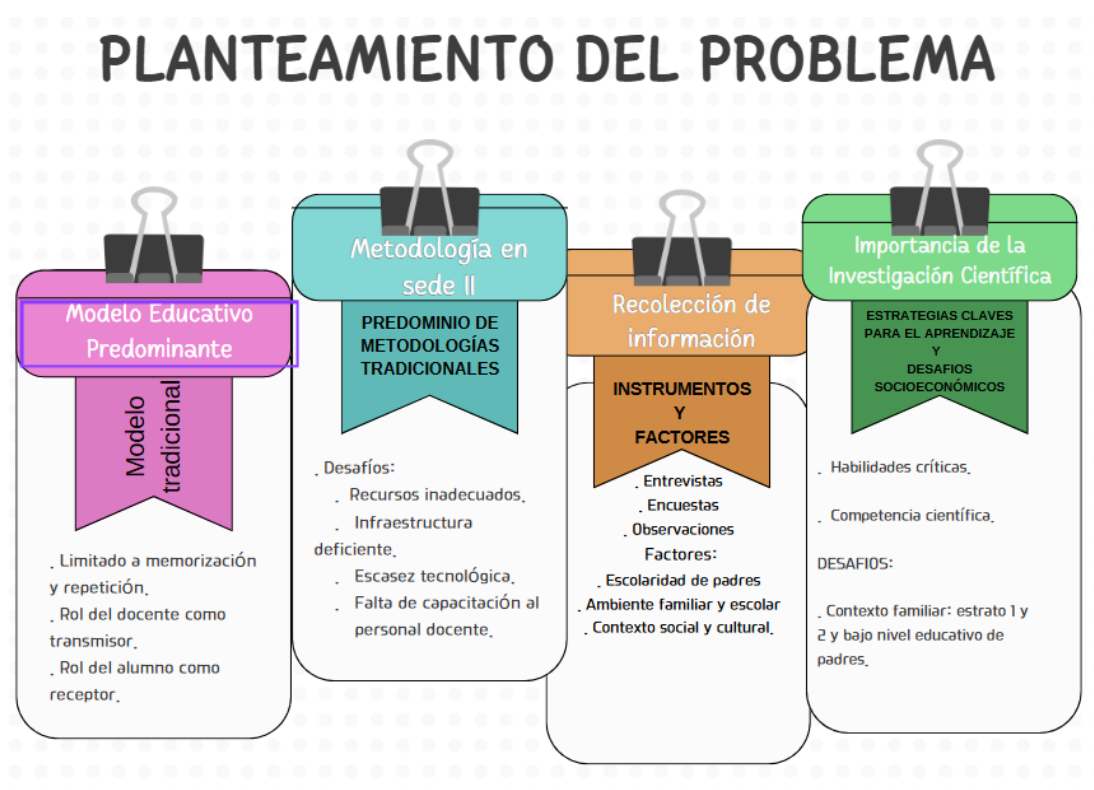 PLANTEAMIENTO DEL PROBLEMA
Modelo Educativo
Predominante
Modelo
tradicional
. Limitado a memorización
y repetición.
. Rol del docente como
transmisor.
. Rol del alumno como
receptor.
Metodología en
sede II
PREDOMINIO DE
METODOLOGÍAS
TRADICIONALES
. Desafíos:
. Recursos inadecuados.
. Infraestructura
deficiente.
. Escasez tecnológica.
. Falta de capacitación al
personal docente.
Recolección de
información
INSTRUMENTOS
Y
FACTORES
. Entrevistas
. Encuestas
. Observaciones
Factores:
. Escolaridad de padres
. Ambiente familiar y escolar
. Contexto social y cultural.
Importancia de la
Investigación Científica
ESTRATEGIAS CLAVES
PARA EL APRENDIZAJE
Y
DESAFIOS
SOCIOECONÓMICOS
. Habilidades críticas.
. Competencia científica.
DESAFIOS:
. Contexto familiar: estrato 1 y
2 y bajo nivel educativo de
padres.